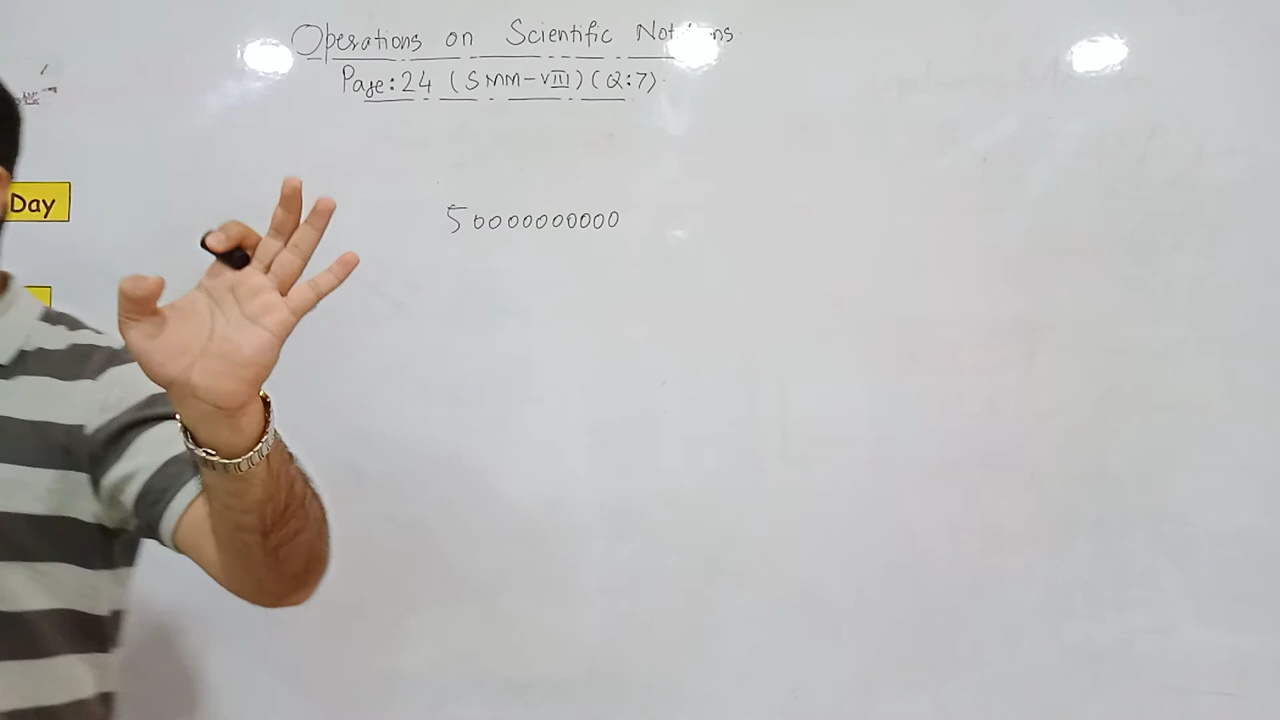 Operations on Scientific
Page:24 (SMM-VIII)(Q:7)
Day
50000000000